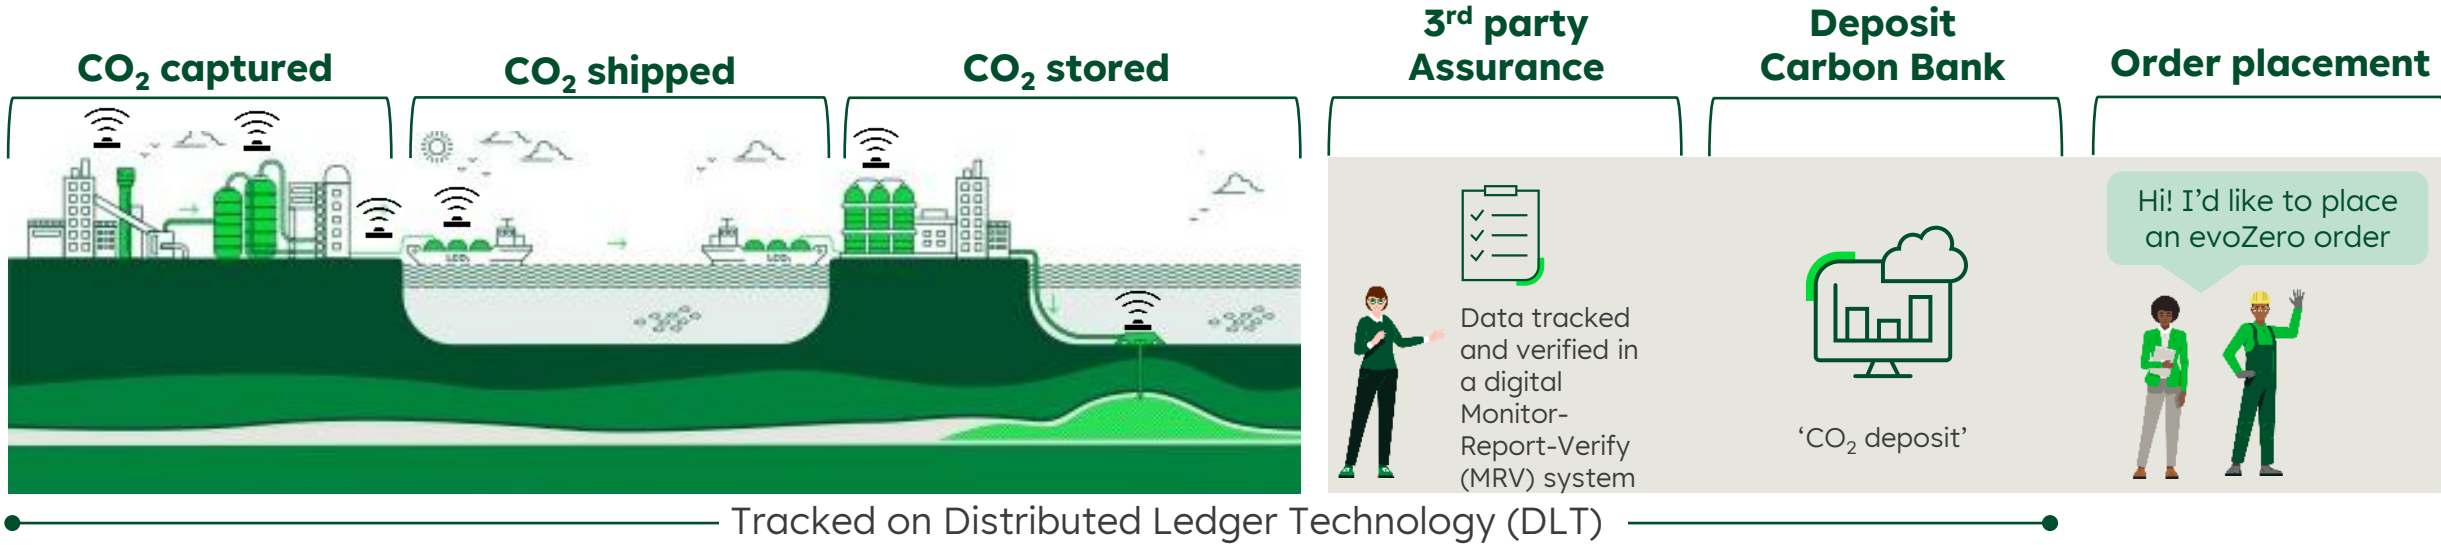 CO₂ captured
CO₂ shipped
CO₂ stored
3rd party
Assurance
Deposit
Carbon Bank
Order placement
LCO₂
LCO₂
Data tracked
and verified in
a digital
Monitor-
Report-Verify
(MRV) system
‘CO₂ deposit’
Hi! I’d like to place
an evoZero order
Tracked on Distributed Ledger Technology (DLT)